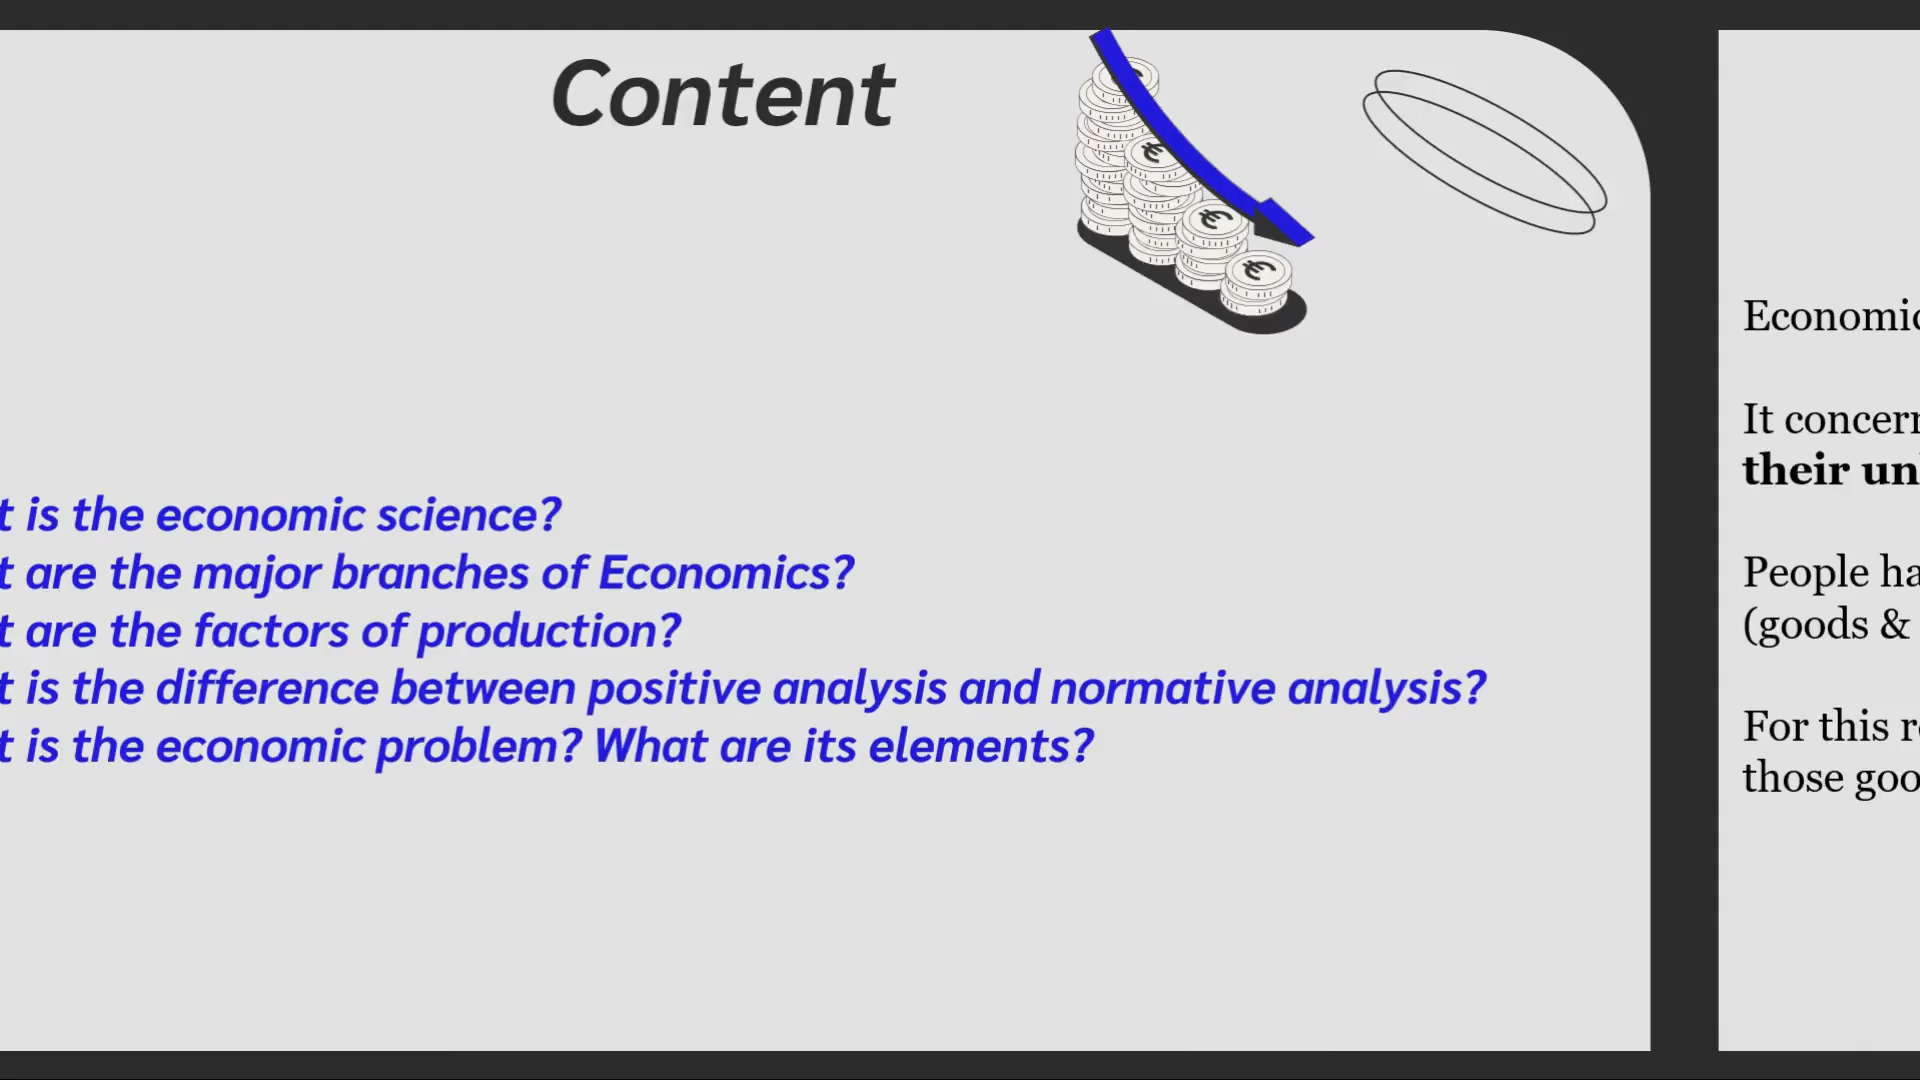 Content
t is the economic science?
t are the major branches of Economics?
t are the factors of production?
t is the difference between positive analysis and normative analysis?
t is the economic problem? What are its elements?
Economic
It concern
their un
People ha
(goods &
For this r
those goo